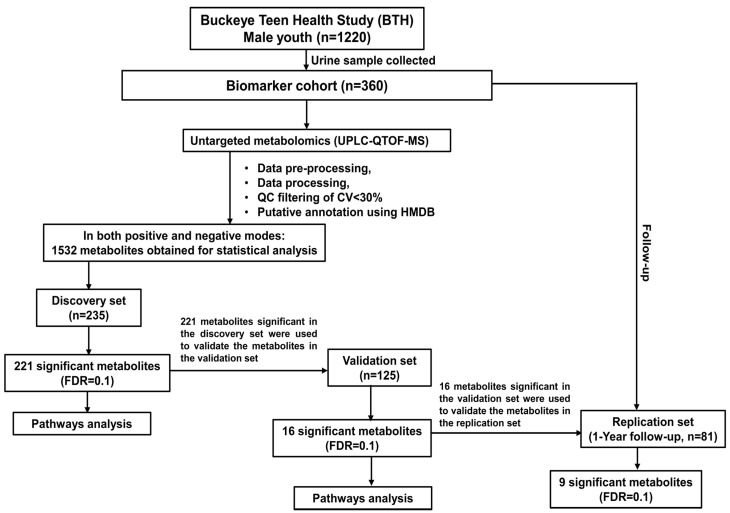 Buckeye Teen Health Study (BTH)
Male youth (n=1220)
Urine sample collected
Biomarker cohort (n=360)
Untargeted metabolomics (UPLC-QTOF-MS)
• Data pre-processing,
• Data processing,
• QC filtering of CV<30%
• Putative annotation using HMDB
Follow-up
In both positive and negative modes:
1532 metabolites obtained for statistical analysis
Discovery set
(n=235)
221 metabolites significant in
the discovery set were used
to validate the metabolites in
the validation set
221 significant metabolites
(FDR=0.1)
Pathways analysis
Validation set
(n=125)
16 metabolites significant in
the validation set were used
to validate the metabolites in
the replication set
16 significant metabolites
(FDR=0.1)
Pathways analysis
Replication set
(1-Year follow-up, n=81)
9 significant metabolites
(FDR=0.1)